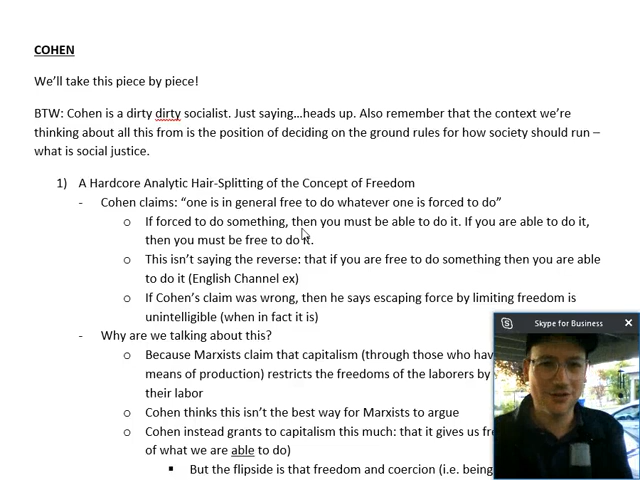 COHEN
We'll take this piece by piece!
BTW: Cohen is a dirty dirty socialist. Just saying…heads up. Also remember that the context we're
thinking about all this from is the position of deciding on the ground rules for how society should run –
what is social justice.
1) A Hardcore Analytic Hair-Splitting of the Concept of Freedom
- Cohen claims: "one is in general free to do whatever one is forced to do"
o If forced to do something, then you must be able to do it. If you are able to do it,
then you must be free to do it.
o This isn't saying the reverse: that if you are free to do something then you are able
to do it (English Channel ex)
o If Cohen's claim was wrong, then he says escaping force by limiting freedom is
unintelligible (when in fact it is)
Skype for Business
- Why are we talking about this?
o Because Marxists claim that capitalism (through those who
means of production) restricts the freedoms of the laborers by
their labor
o Cohen thinks this isn't the best way for Marxists to argue
o Cohen instead grants to capitalism this much: that it gives us
of what we are able to do)
▪ But the flipside is that freedom and coercion (i.e. being